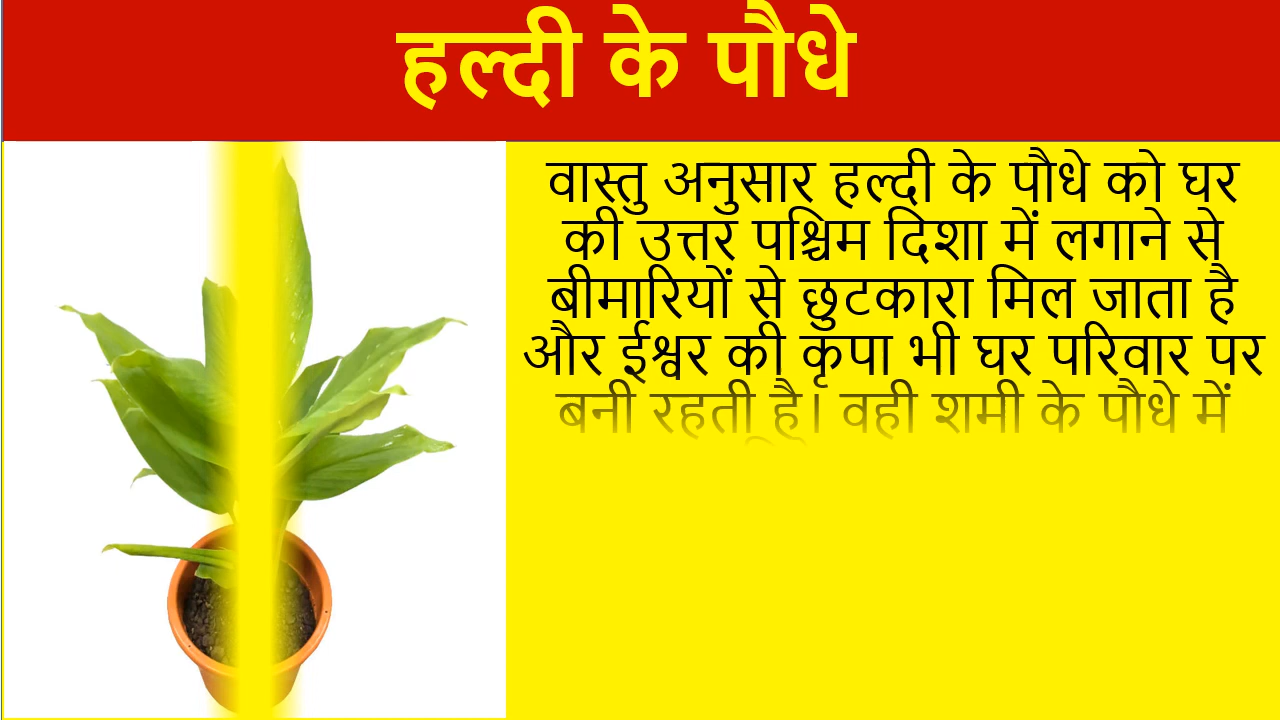 हल्दी के पौधे
वास्तु अनुसार हल्दी के पौधे को घर
की उत्तर पश्चिम दिशा में लगाने से
बीमारियों से छुटकारा मिल जाता है
और ईश्वर की कृपा भी घर परिवार पर
बनी रहती है। वही शमी के पौधे में